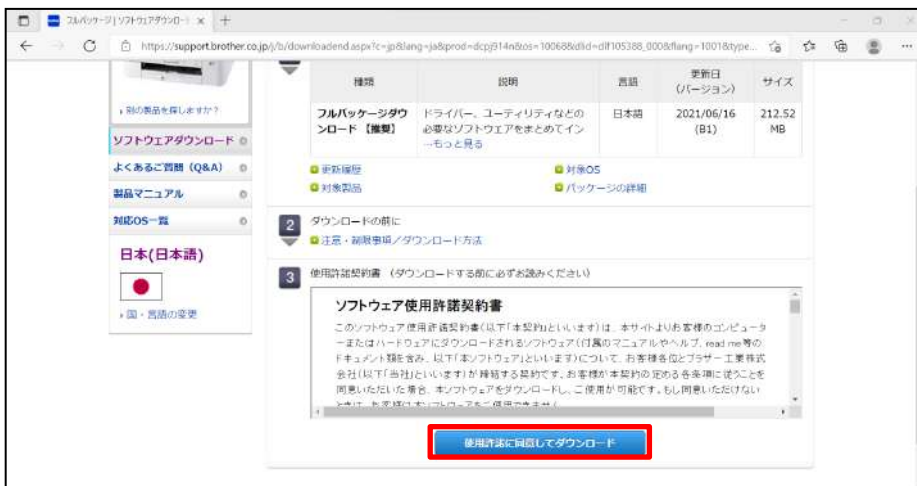 フルパッケージ | ソフトウェアダウンロード
https://support.brother.co.jp/j/b/downloadend.aspx?c=jp&lang=ja&prod=dcpj914n&os=10068&dlid=dlf105388_000&flang=1001&type...
別の製品を探しますか？
ソフトウェアダウンロード
よくあるご質問（Q&A）
製品マニュアル
対応OS一覧
日本(日本語)
国・言語の変更
種類 説明 言語 更新日 (バージョン) サイズ
フルパッケージダウンロード 【推奨】
ドライバー、ユーティリティなどの
必要なソフトウェアをまとめてイン
…もっと見る
日本語
2021/06/16 (B1)
212.52 MB
更新履歴 対象OS
対象製品 パッケージの詳細
2 ダウンロードの前に
注意・制限事項/ダウンロード方法
3 使用許諾契約書 （ダウンロードする前に必ずお読みください）
ソフトウェア使用許諾契約書
このソフトウェア使用許諾契約書(以下「本契約」といいます)は、本サイトよりお客様のコンピュータ
ーまたはハードウェアにダウンロードされるソフトウェア(付属のマニュアルやヘルプ、read me等の
ドキュメント類を含み、以下「本ソフトウェア」といいます)について、お客様各位とブラザー工業株式
会社(以下「当社」といいます)が締結する契約です。お客様が本契約の定める各条項に従うことを
同意いただいた場合、本ソフトウェアをダウンロードし、ご使用が可能です。もし同意いただけない
ときは、お客様は本ソフトウェアをご使用できません。
使用許諾に同意してダウンロード